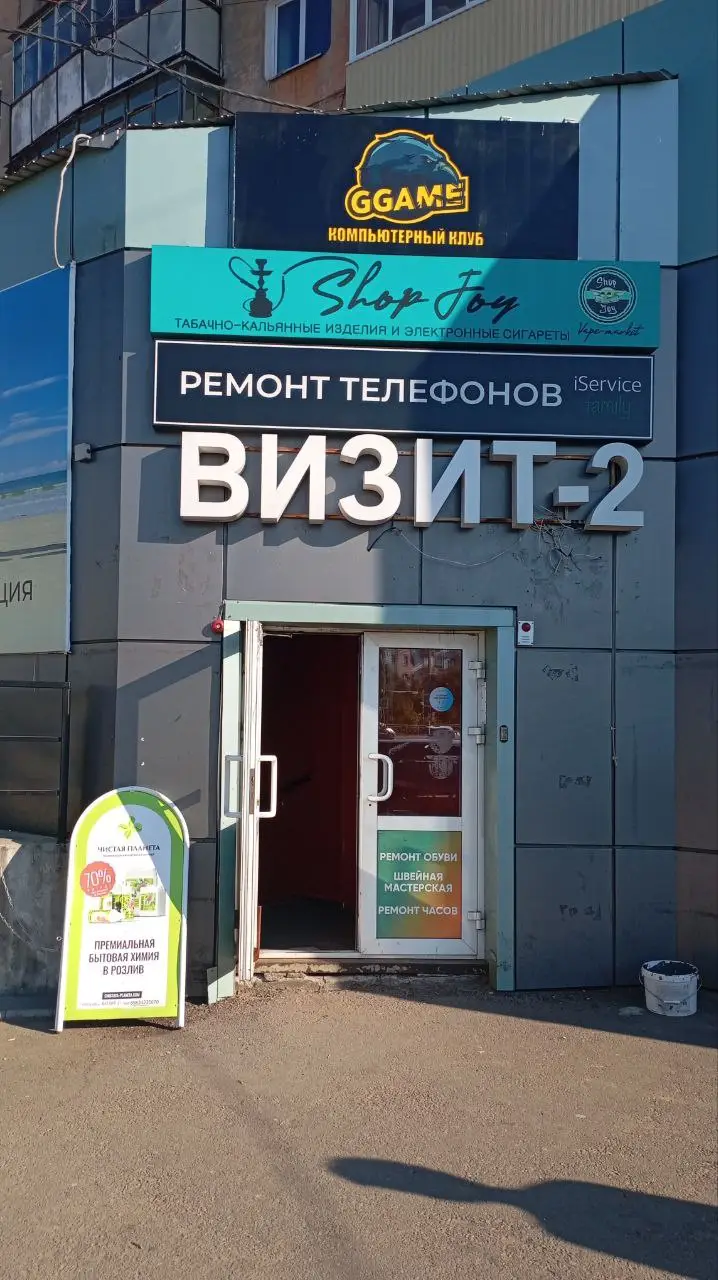 GGAME
КОМПЬЮТЕРНЫЙ КЛУБ
Shop Joy
ТАБАЧНО-КАЛЬЯННЫЕ ИЗДЕЛИЯ И ЭЛЕКТРОННЫЕ СИГАРЕТЫ
Shop
Joy
Vape-market
РЕМОНТ ТЕЛЕФОНОВ
iService
family
ВИЗИТ-2
ЦИЯ
РЕМОНТ ОБУВИ
ШВЕЙНАЯ
МАСТЕРСКАЯ
РЕМОНТ ЧАСОВ
ЧИСТАЯ ПЛАНЕТА
70%
ПРЕМИАЛЬНАЯ
БЫТОВАЯ ХИМИЯ
В РОЗЛИВ